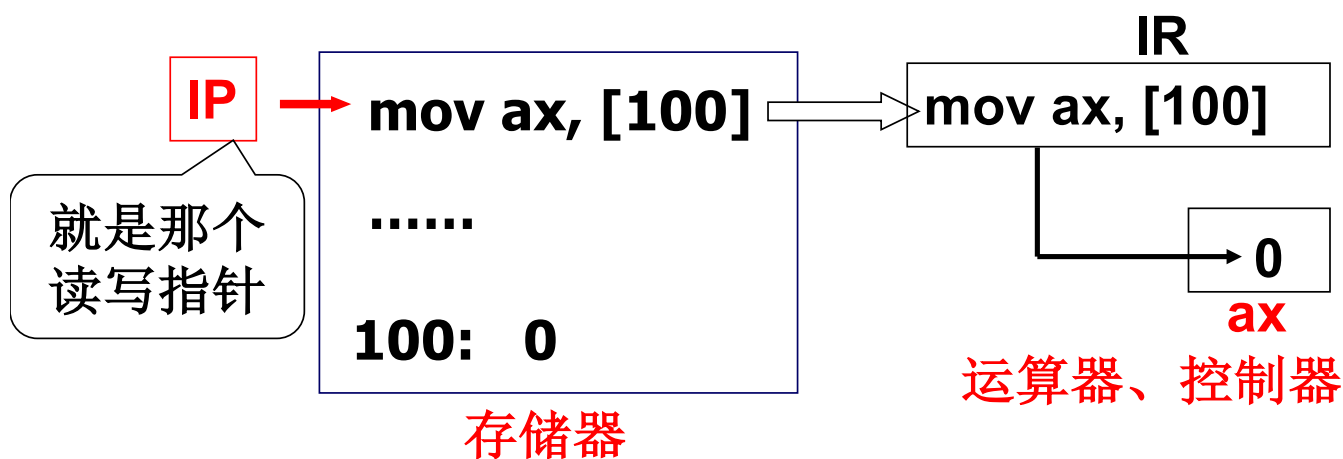 IR
IP
mov ax, [100]
mov ax, [100]
就是那个
读写指针
......
0
ax
100: 0
运算器、控制器
存储器